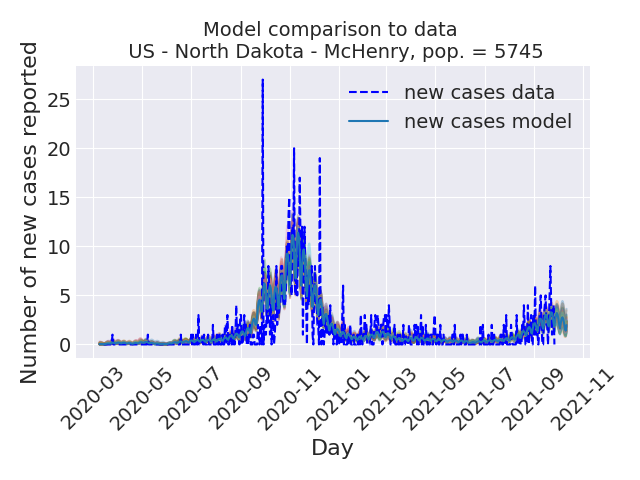 Model comparison to data
US - North Dakota - McHenry, pop. = 5745
Number of new cases reported
25
20
15
10
5
0
new cases data
new cases model
2020-03
2020-05
2020-07
2020-09
2020-11
2021-01
2021-03
2021-05
2021-07
2021-09
2021-11
Day